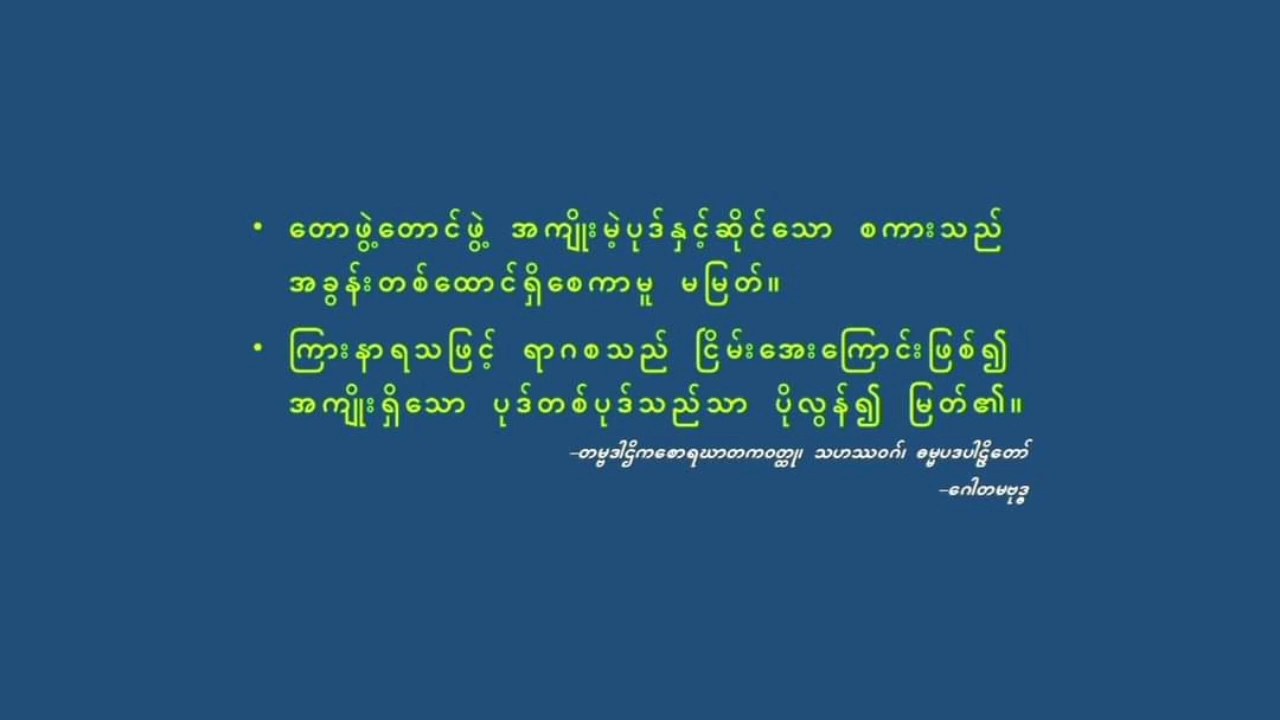 • တောဖွဲ့တောင်ဖွဲ့ အကျိုးမဲ့ပုဒ်နှင့်ဆိုင်သော စကားသည်
အခွန်းတစ်ထောင်ရှိစေကာမူ မမြတ်။
• ကြားနာရသဖြင့် ရာဂစသည် ငြိမ်းအေးကြောင်းဖြစ်၍
အကျိုးရှိသော ပုဒ်တစ်ပုဒ်သည်သာ ပိုလွန်၍ မြတ်၏။
–တမ္ဗဒါဌိကစောရဃာတကဝတ္ထု၊ သဟဿဝဂ်၊ ဓမ္မပဒပါဠိတော်
–ဂေါတမဗုဒ္ဓ